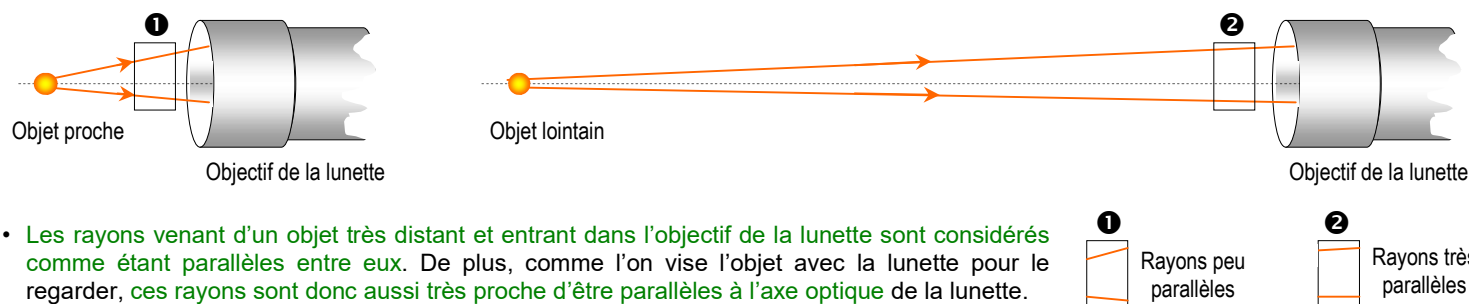 ❶
❷
Objet proche
Objet lointain
Objectif de la lunette
Objectif de la lunette
• Les rayons venant d’un objet très distant et entrant dans l’objectif de la lunette sont considérés
comme étant parallèles entre eux. De plus, comme l’on vise l’objet avec la lunette pour le
regarder, ces rayons sont donc aussi très proche d’être parallèles à l’axe optique de la lunette.
❶
Rayons peu
parallèles
❷
Rayons très
parallèles